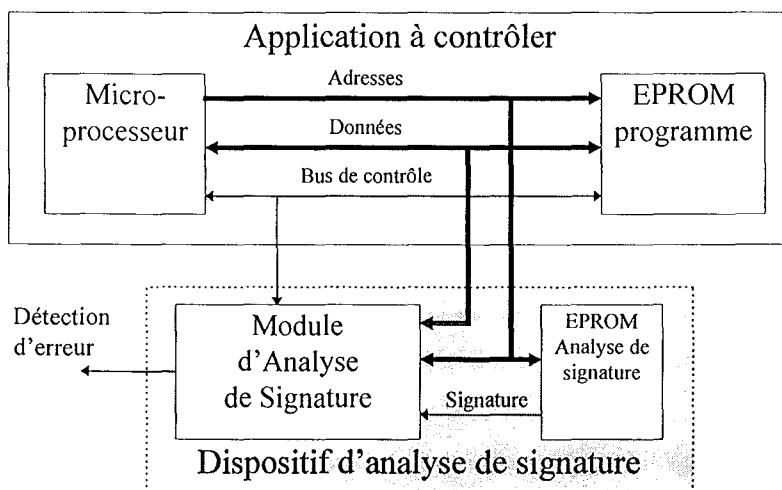 Application à contrôler
Micro-
processeur
Adresses
Données
Bus de contrôle
EPROM
programme
Détection
d'erreur
Module
d'Analyse
de Signature
Signature
EPROM
Analyse de
signature
Dispositif d'analyse de signature